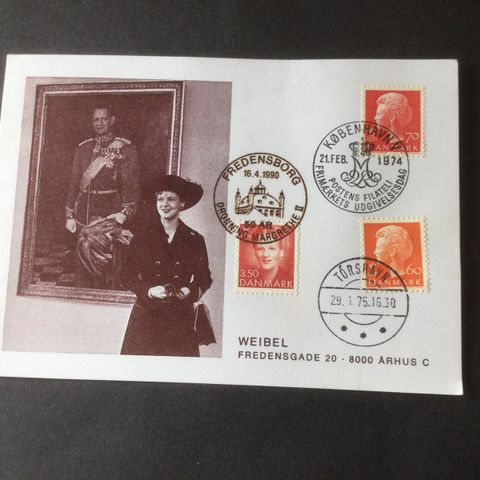 KØBENHAVN V
21.FEB. 1974
POSTENS FILATELI
FRIMÆRKETS UDGIVELSESDAG
70
DANMARK
FREDENSBORG
16.4.1990
50 ÅR
DRONNING MARGRETHE II
3.50
DANMARK
60
DANMARK
TÓRSHAVN
29.1.75.16.30
WEIBEL
FREDENSGADE 20 · 8000 ÅRHUS C